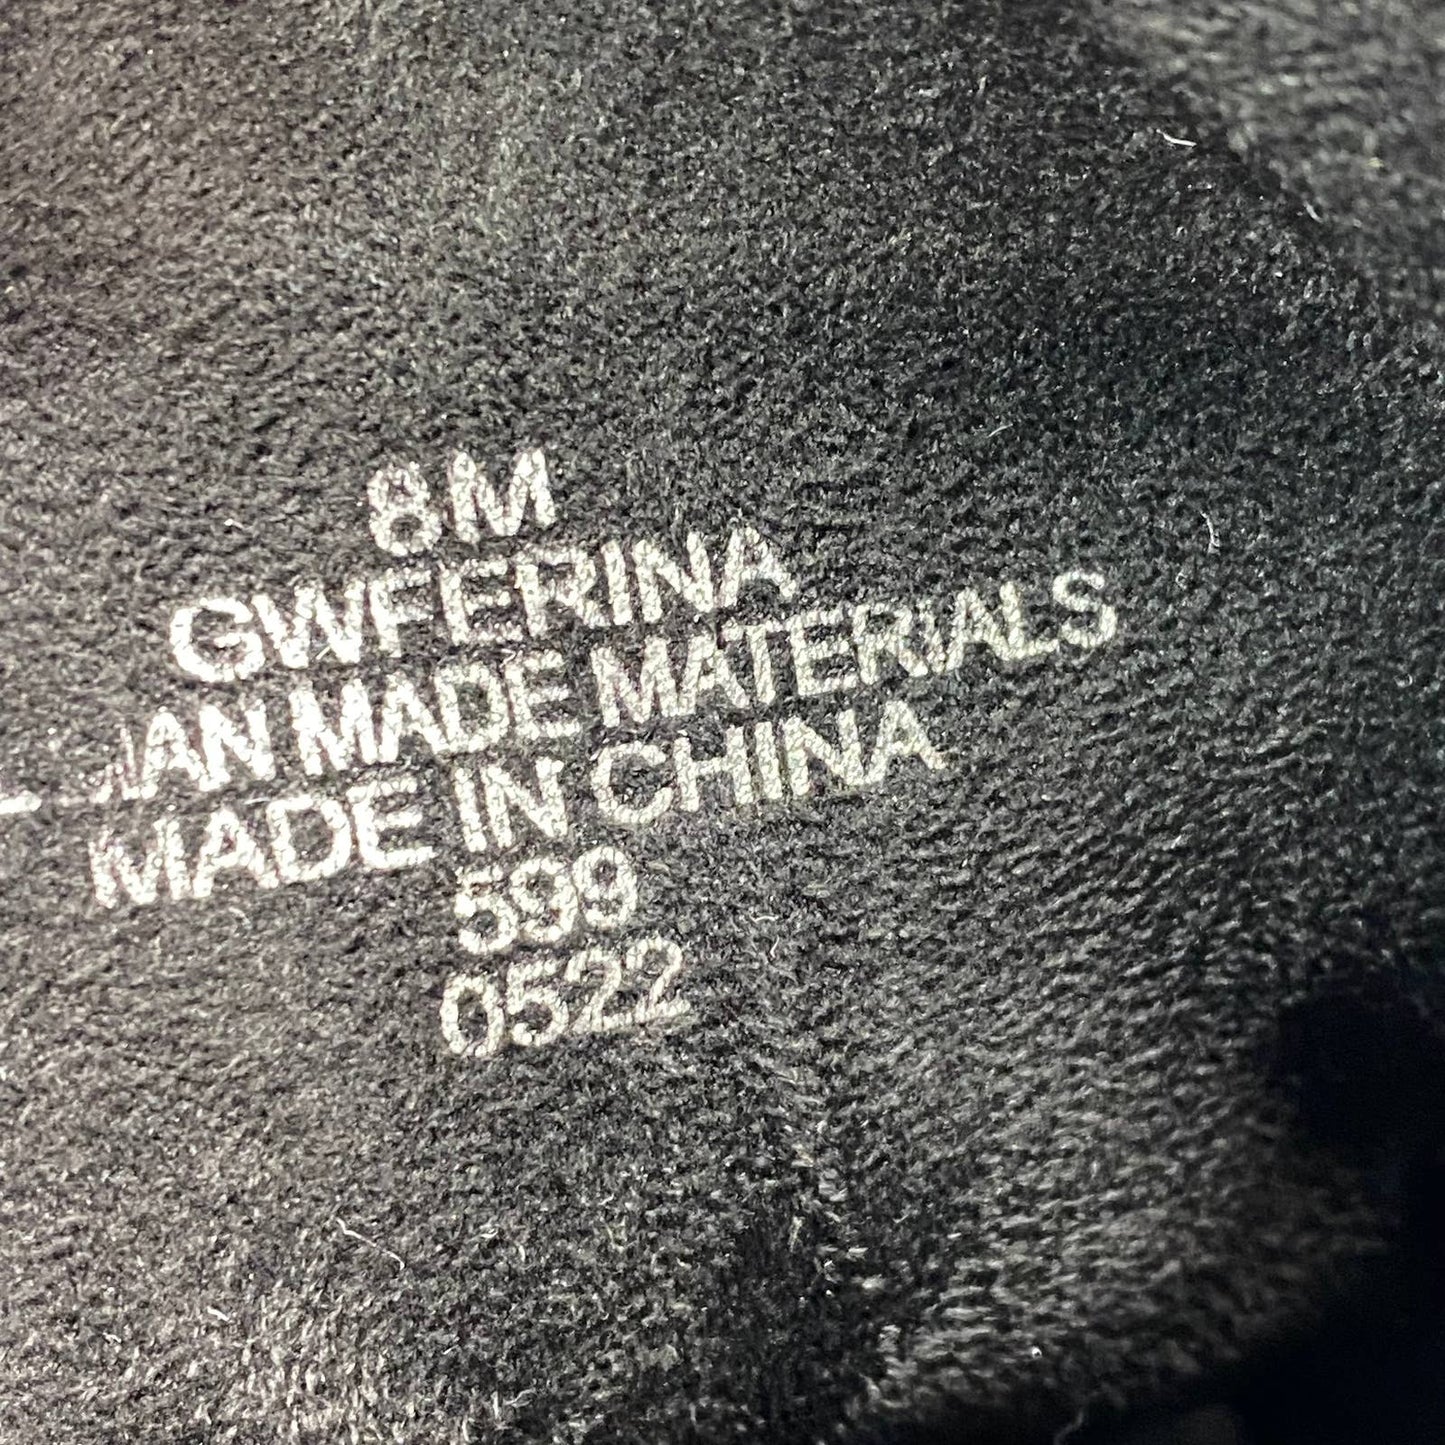 8M
GWFERINA
MAN MADE MATERIALS
MADE IN CHINA
599
0522